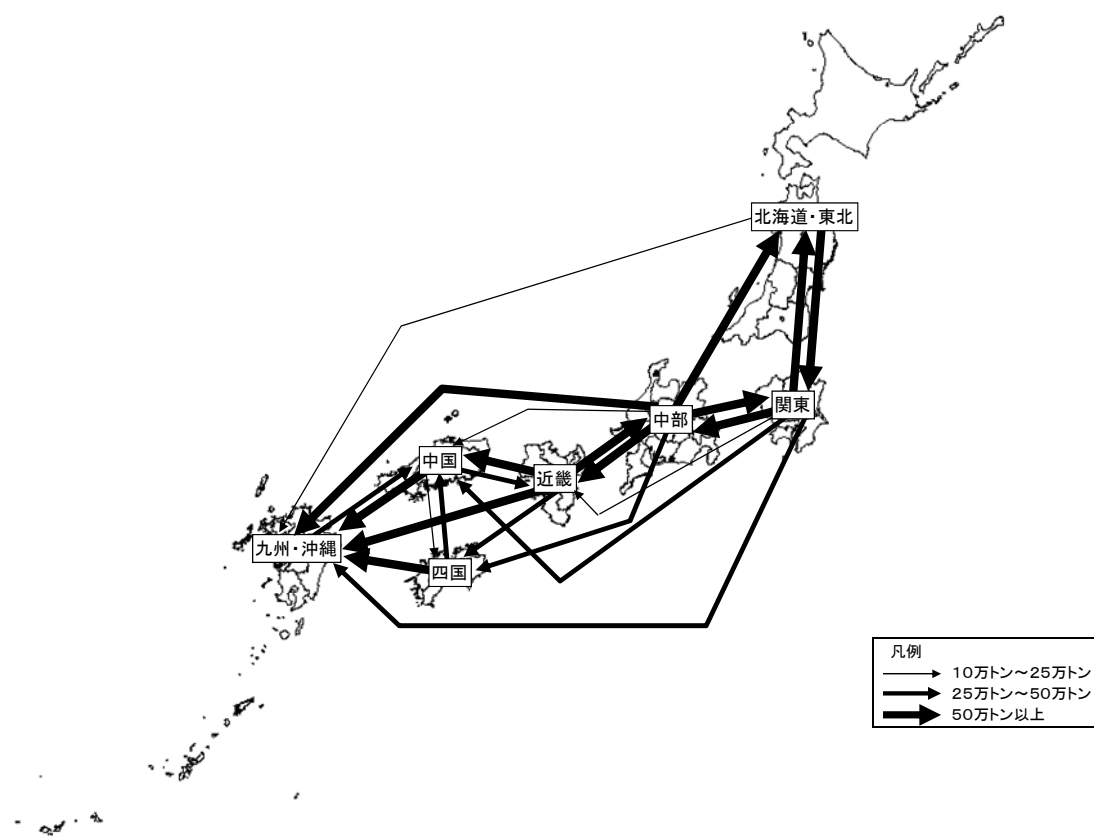 北海道・東北
関東
中部
中国
近畿
九州・沖縄
四国
凡例
10万トン～25万トン
25万トン～50万トン
50万トン以上